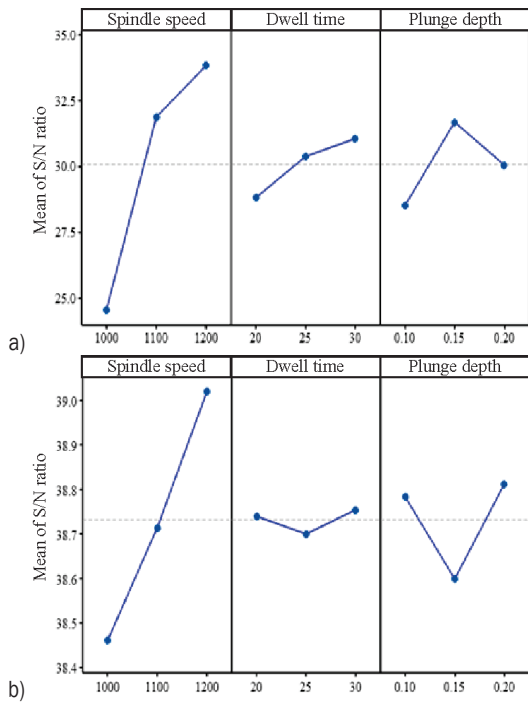 Spindle speed Dwell time Plunge depth
Mean of S/N ratio
35.0
32.5
30.0
27.5
25.0
1000 1100 1200 20 25 30 0.10 0.15 0.20
a)
Spindle speed Dwell time Plunge depth
Mean of S/N ratio
39.0
38.9
38.8
38.7
38.6
38.5
38.4
1000 1100 1200 20 25 30 0.10 0.15 0.20
b)